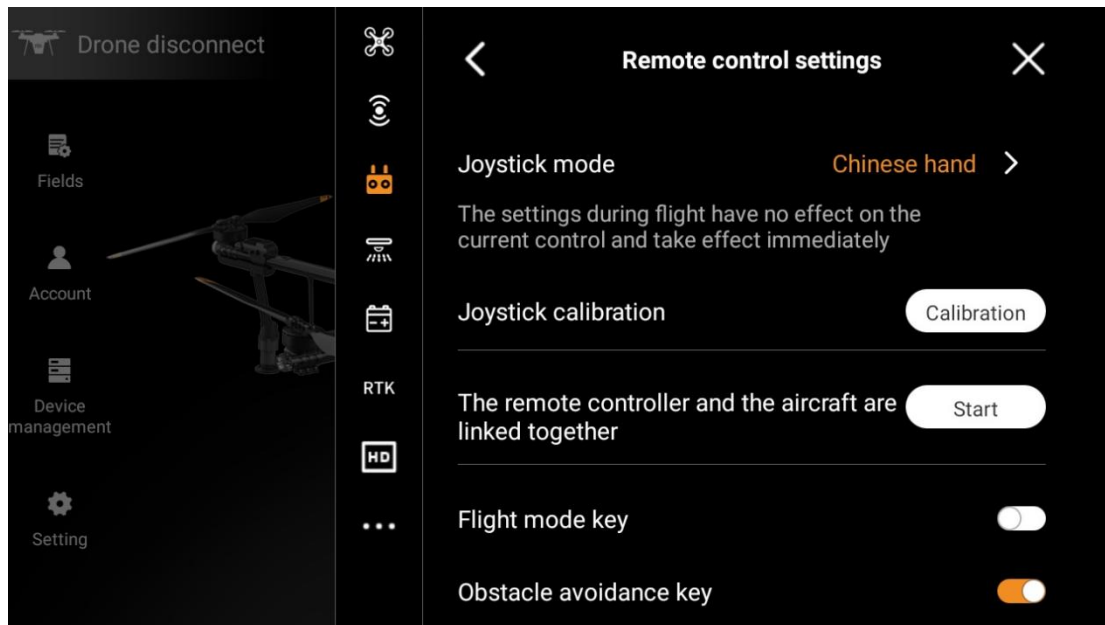 Drone disconnect
Fields
Account
Device
management
Setting
RTK
HD
Remote control settings
Joystick mode
Chinese hand
The settings during flight have no effect on the
current control and take effect immediately
Joystick calibration
Calibration
The remote controller and the aircraft are
linked together
Start
Flight mode key
Obstacle avoidance key